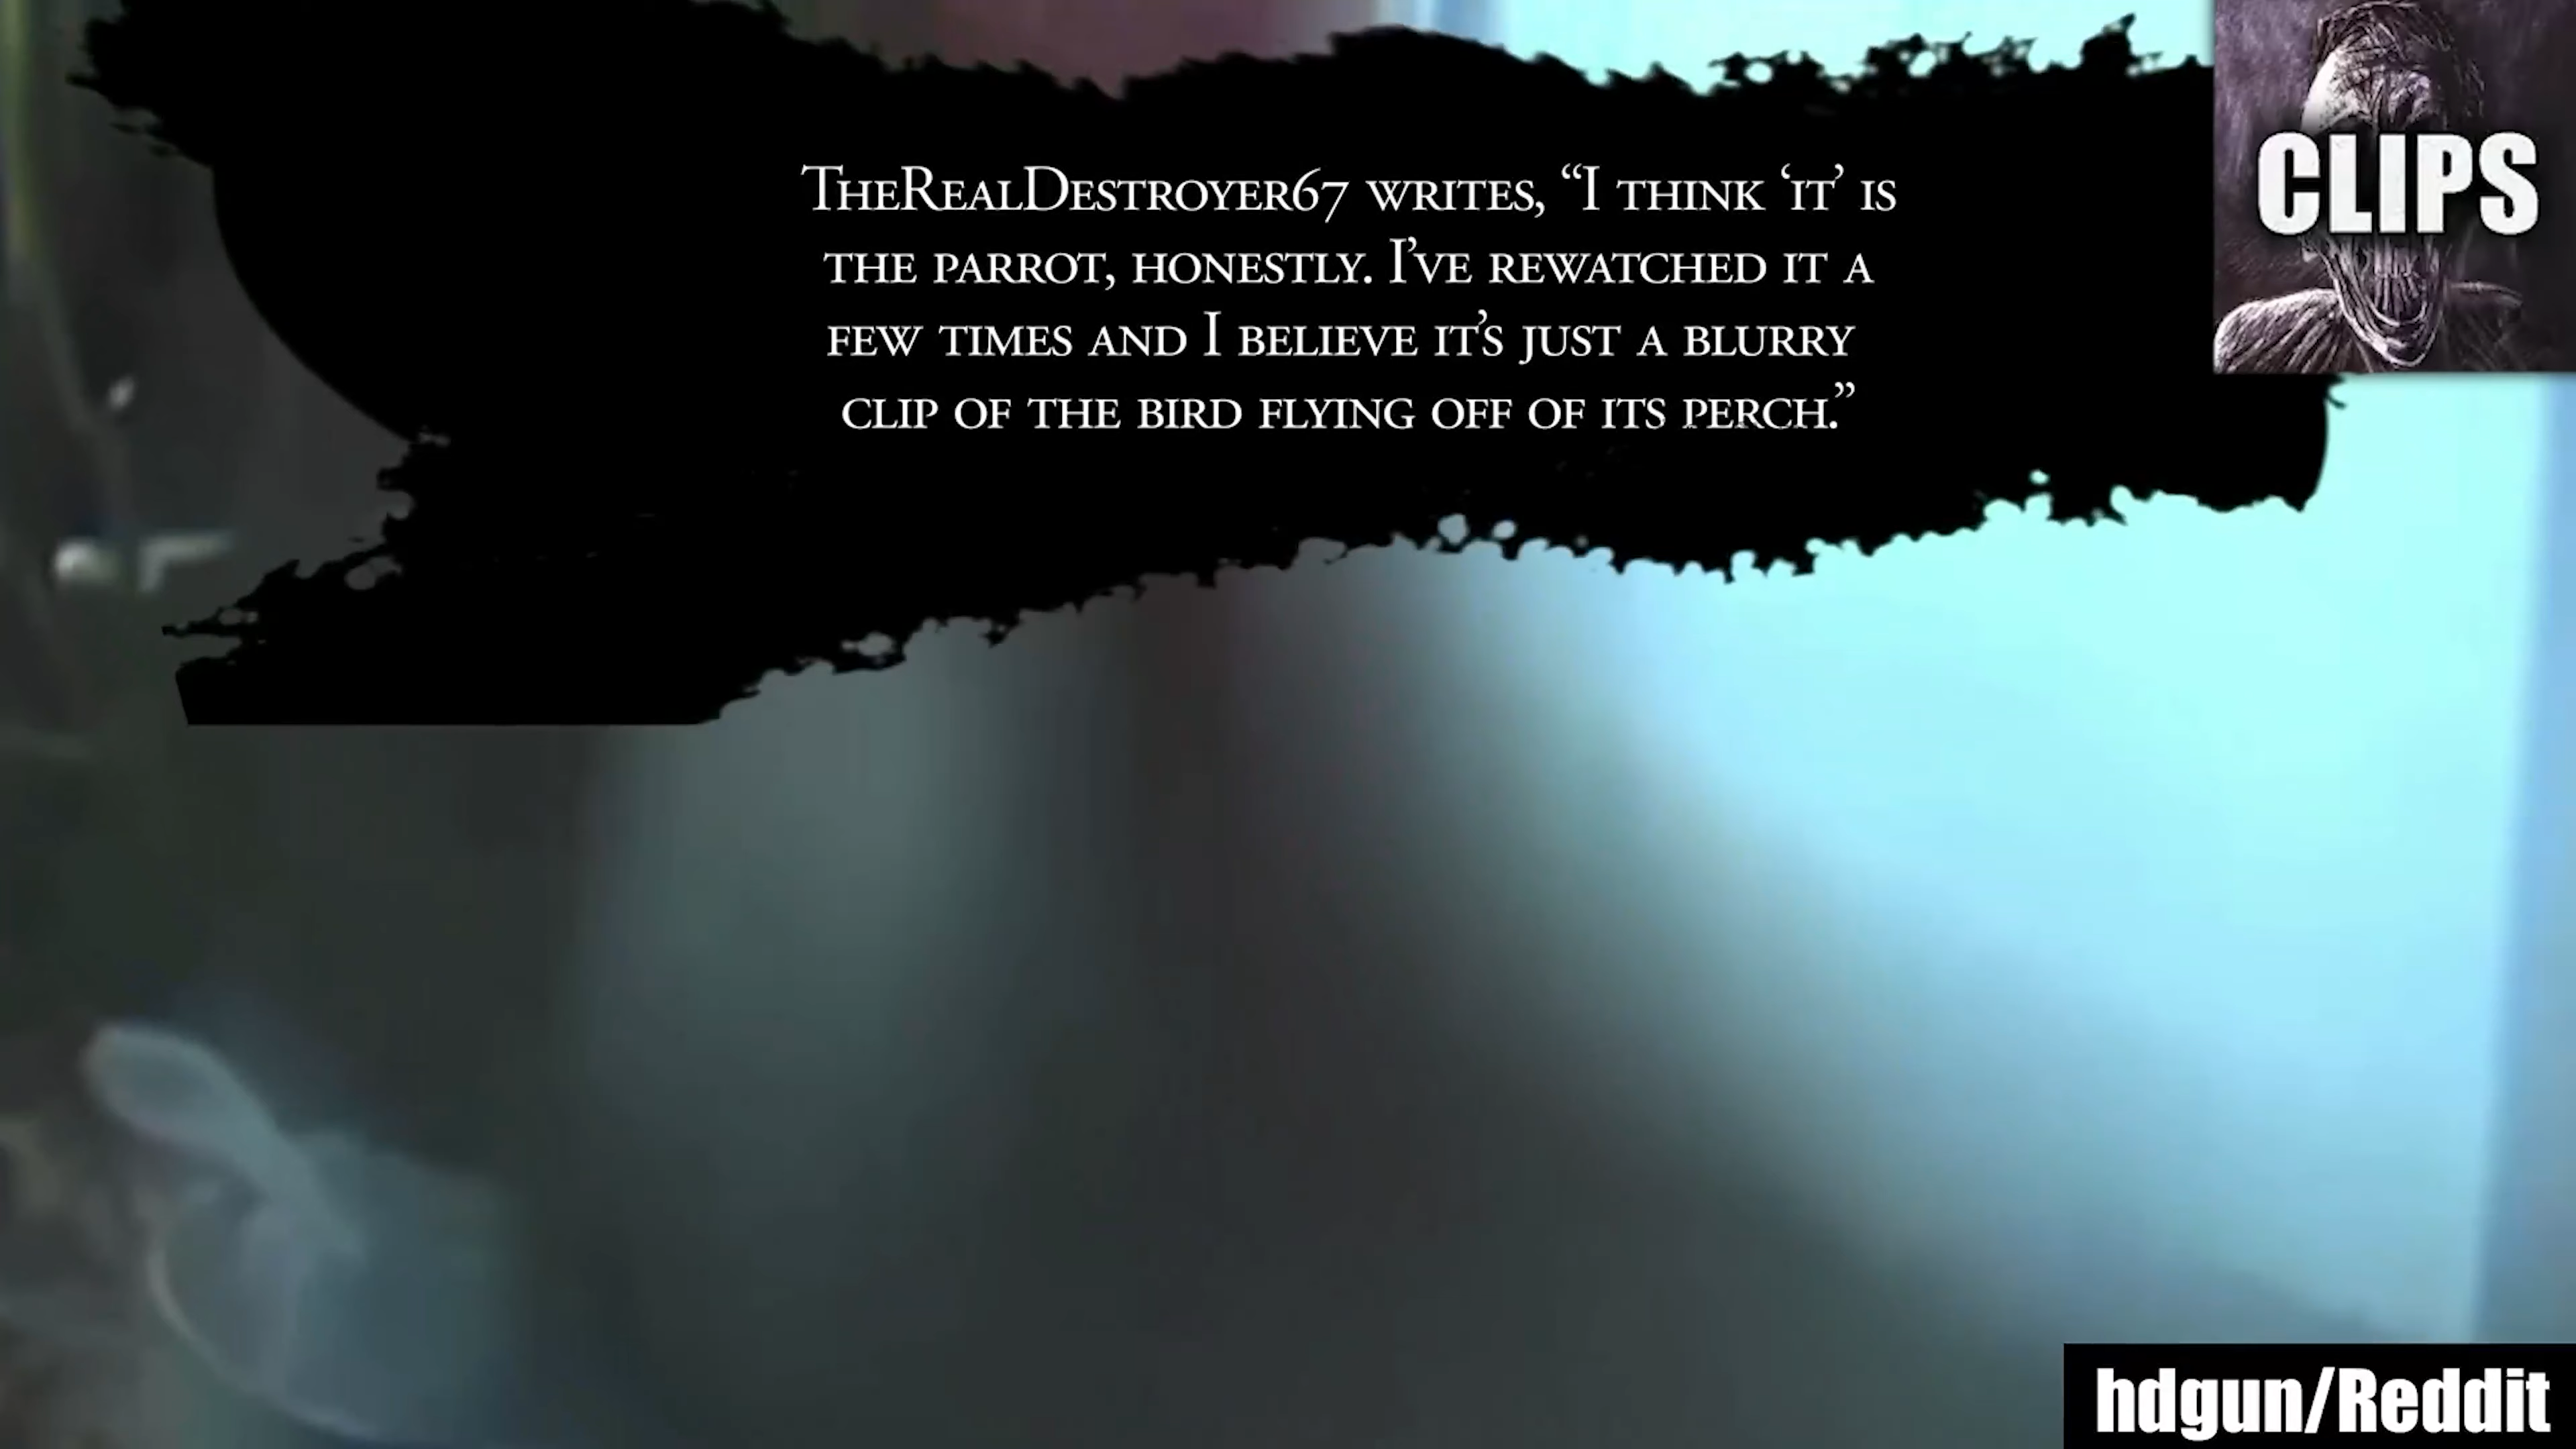 TheRealDestroyer67 writes, “I think ‘it’ is
the parrot, honestly. I’ve rewatched it a
few times and I believe it’s just a blurry
clip of the bird flying off of its perch.”
CLIPS
hdgun/Reddit